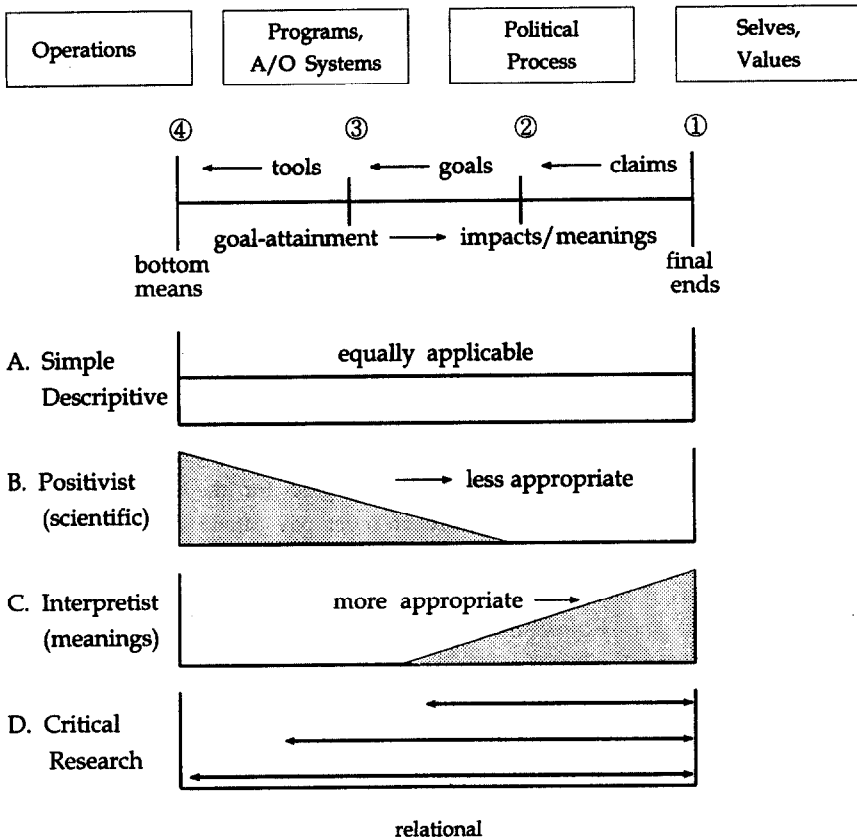 Operations
Programs,
A/O Systems
Political
Process
Selves,
Values
④ ③ ② ①
← tools ← goals ← claims
goal-attainment → impacts/meanings
bottom
means
final
ends
A. Simple
Descripitive
equally applicable
B. Positivist
(scientific)
→ less appropriate
C. Interpretist
(meanings)
more appropriate →
D. Critical
Research
relational